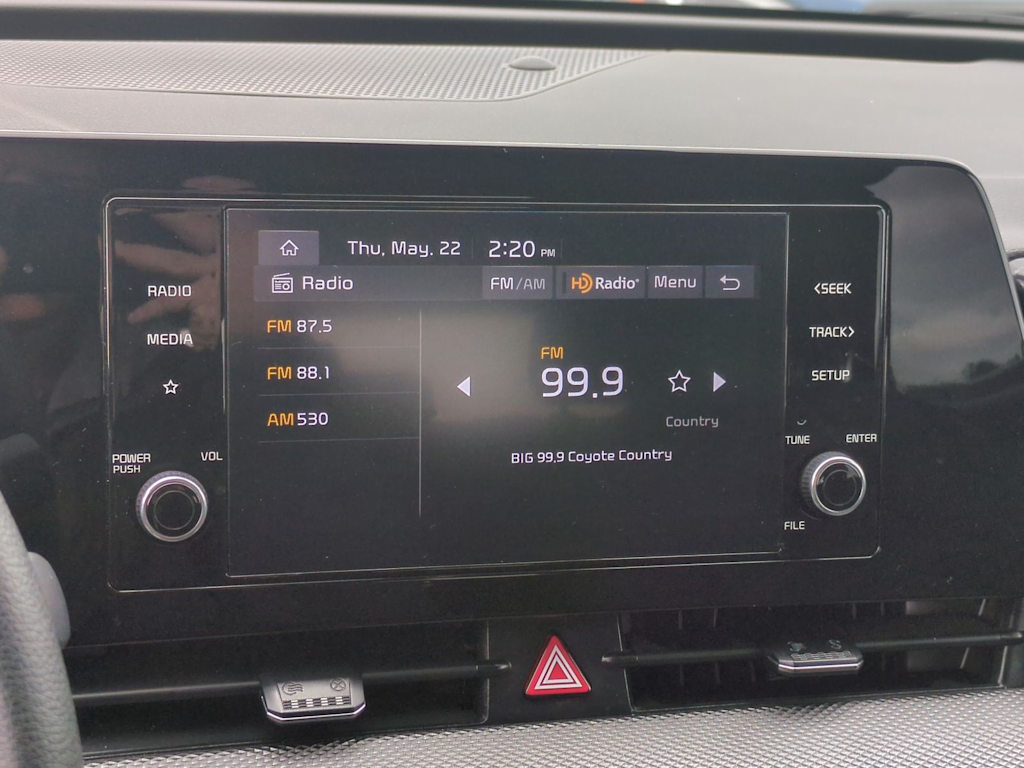 Thu, May. 22 2:20 PM
Radio FM/AM HD Radio® Menu
RADIO
MEDIA
FM 87.5
FM 88.1
AM 530
FM
99.9
Country
BIG 99.9 Coyote Country
<SEEK
TRACK>
SETUP
POWER PUSH VOL
TUNE ENTER
FILE